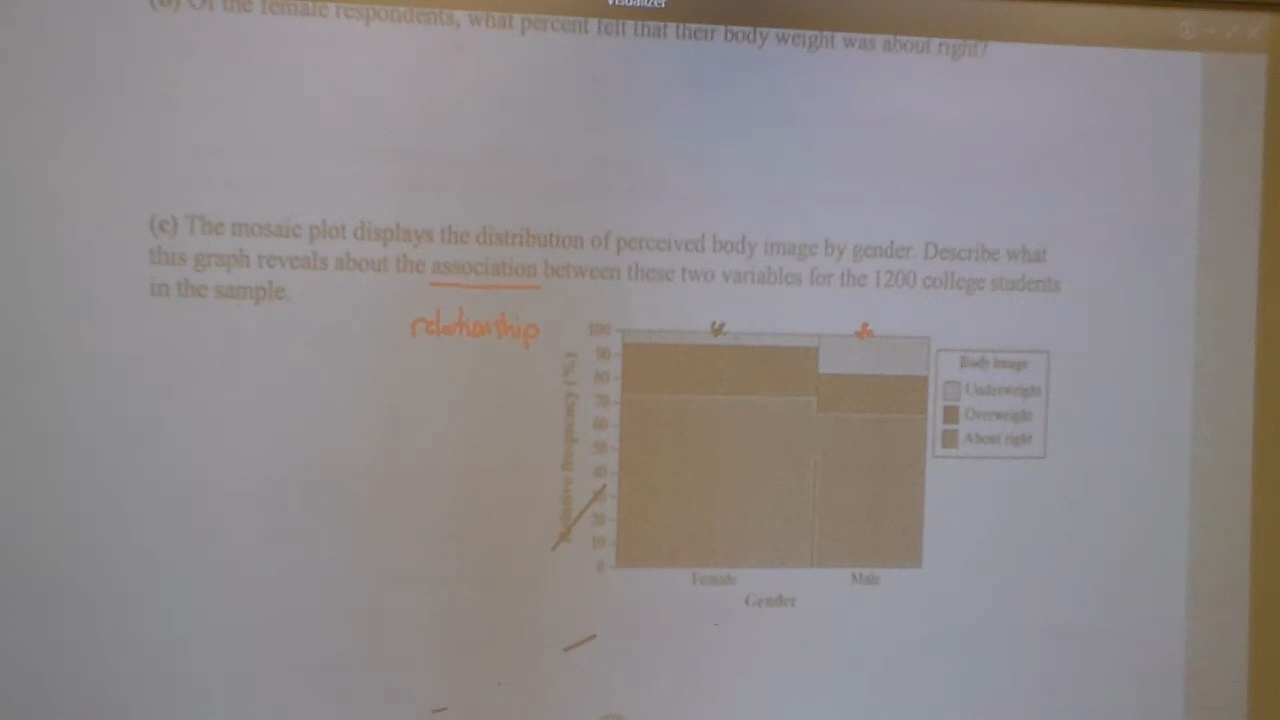 Visualizer
(b) Of the female respondents, what percent felt that their body weight was about right?
(c) The mosaic plot displays the distribution of perceived body image by gender. Describe what
this graph reveals about the association between these two variables for the 1200 college students
in the sample.
relationship
100
90
80
70
60
50
40
20
10
0
Relative frequency (%)
Body image
Underweight
Overweight
About right
Female Male
Gender